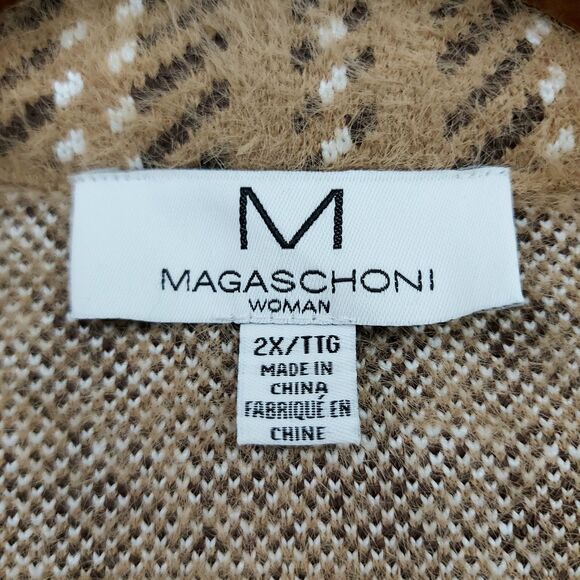 M
MAGASCHONI
WOMAN
2X/TTG
MADE IN
CHINA
FABRIQUÉ EN
CHINE